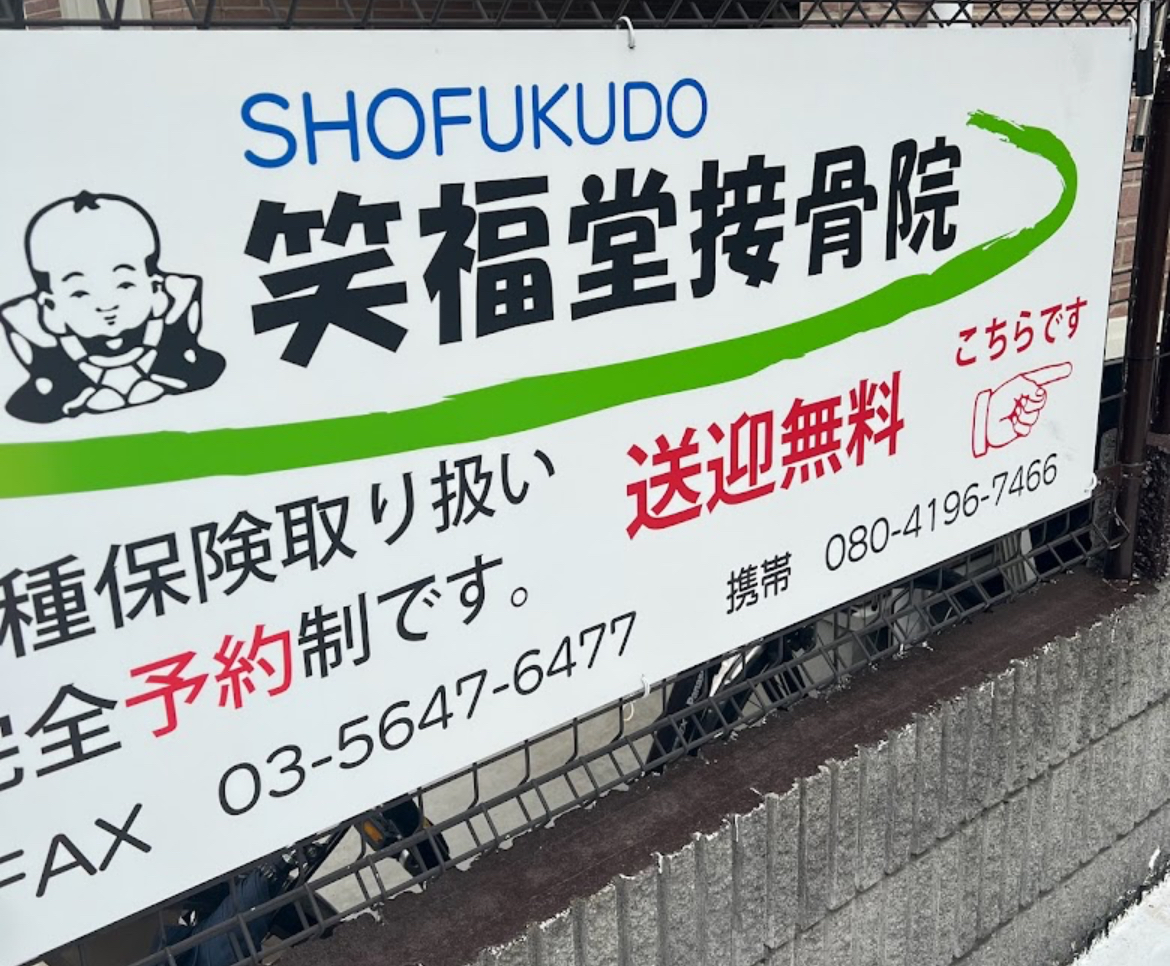 SHOFUKUDO
笑福堂接骨院
こちらです
種保険取り扱い
送迎無料
完全予約制です。
携帯 080-4196-7466
FAX 03-5647-6477